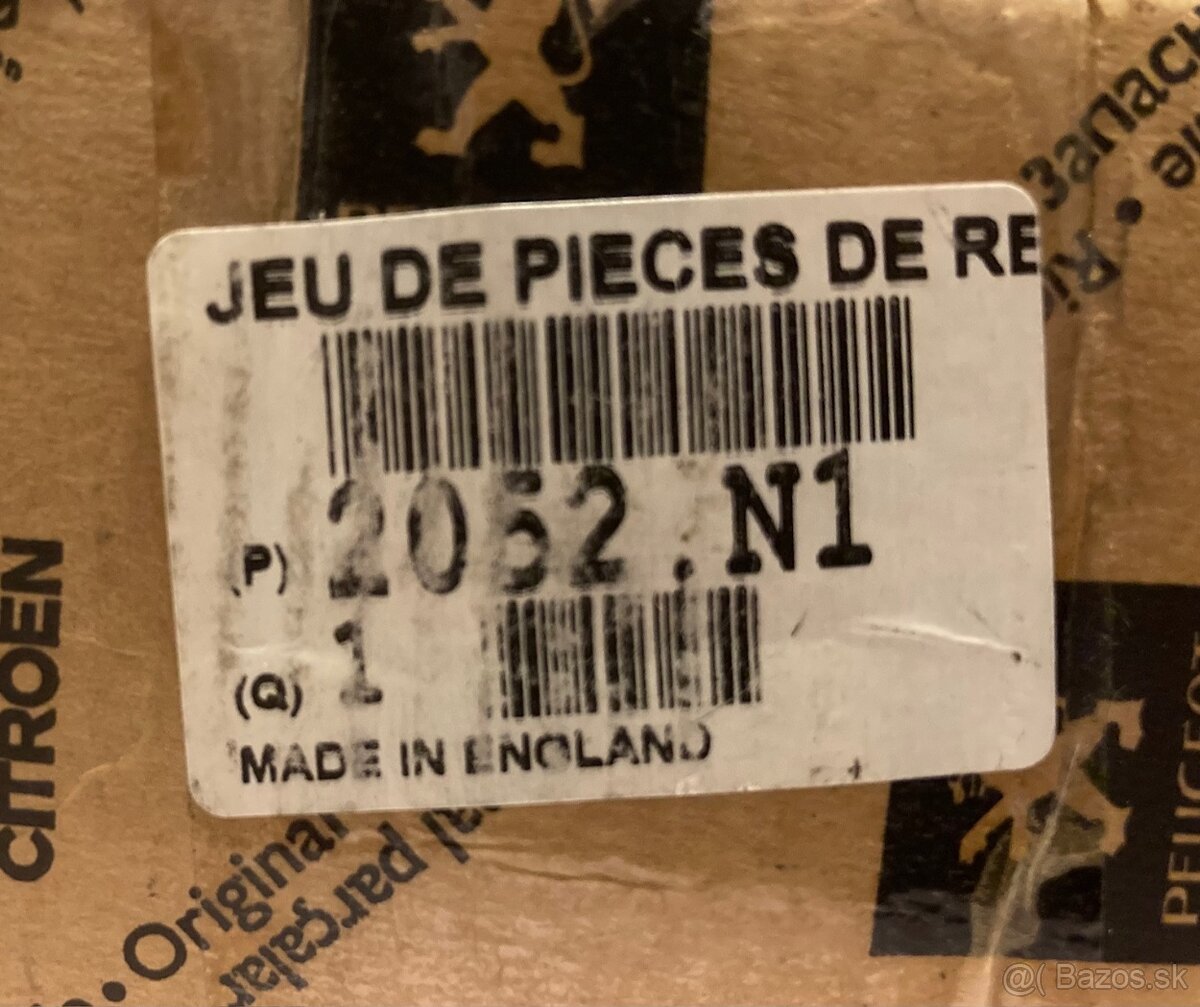 JEU DE PIECES DE RE
(P) 2052.N1
(Q) 1
MADE IN ENGLAND
CITROEN
PEUGEOT
• Original
parçalar
@( Bazos.sk